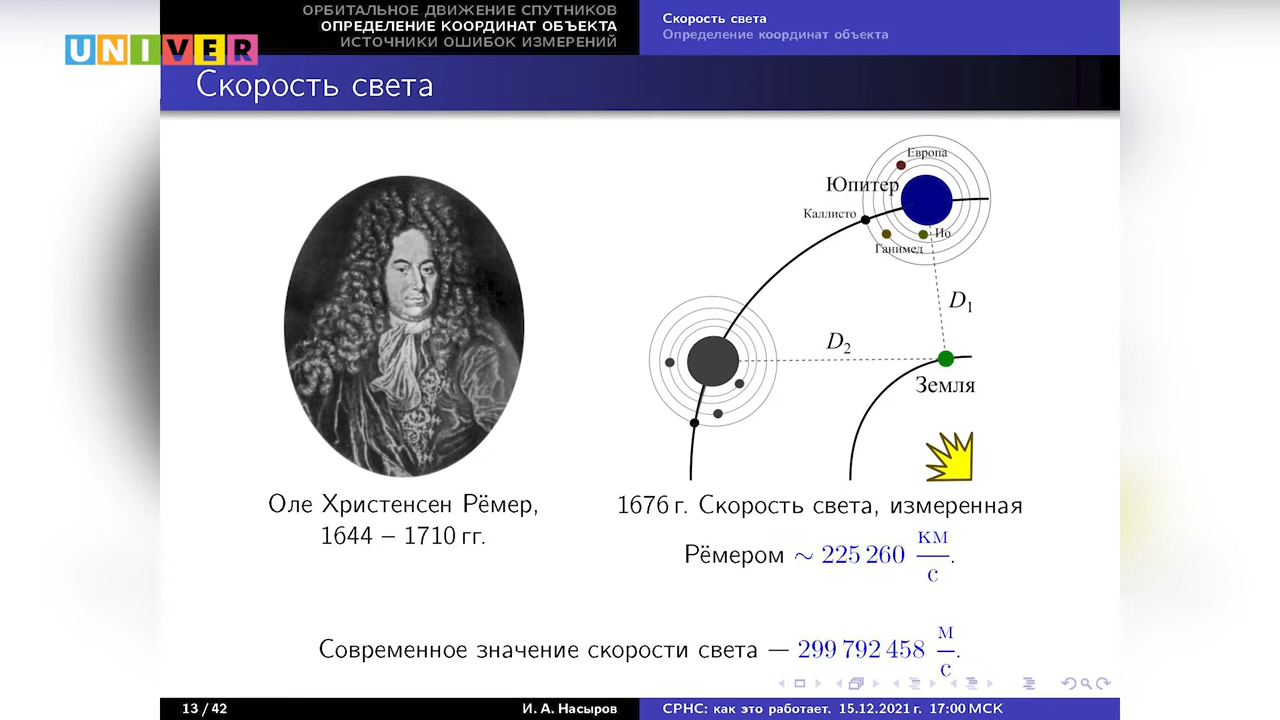 UNIVER
ОРБИТАЛЬНОЕ ДВИЖЕНИЕ СПУТНИКОВ
ОПРЕДЕЛЕНИЕ КООРДИНАТ ОБЪЕКТА
ИСТОЧНИКИ ОШИБОК ИЗМЕРЕНИЙ
Скорость света
Определение координат объекта
Скорость света
Европа
Юпитер
Каллисто
Ио
Ганимед
D₁
D₂
Земля
Оле Христенсен Рёмер,
1644 – 1710 гг.
1676 г. Скорость света, измеренная
Рёмером ~ 225 260 км/с.
Современное значение скорости света — 299 792 458 м/с.
13 / 42
И. А. Насыров
СРНС: как это работает. 15.12.2021 г. 17:00 МСК